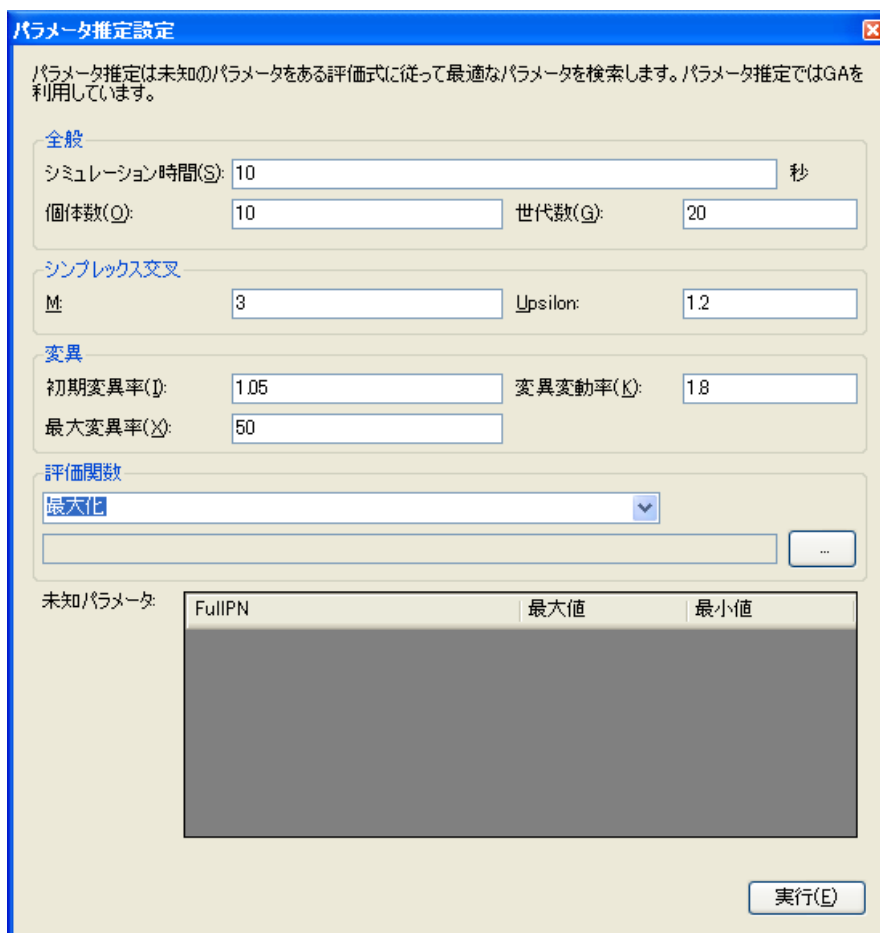 パラメータ推定設定
パラメータ推定は未知のパラメータをある評価式に従って最適なパラメータを検索します。パラメータ推定ではGAを
利用しています。
全般
シミュレーション時間(S): 10 秒
個体数(O): 10 世代数(G): 20
シンプレックス交叉
M: 3 Upsilon: 1.2
変異
初期変異率(I): 1.05 変異変動率(K): 1.8
最大変異率(X): 50
評価関数
最大化
...
未知パラメータ: FullPN 最大値 最小値
実行(E)